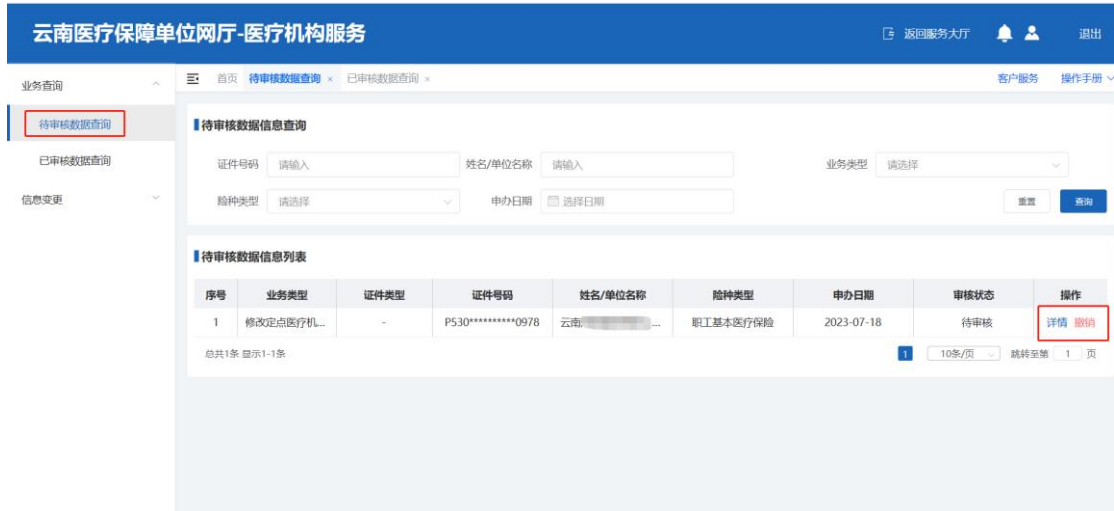 云南医疗保障单位网厅-医疗机构服务 返回服务大厅 退出
业务查询 首页 待审核数据查询 × 已审核数据查询 × 客户服务 操作手册
待审核数据查询
已审核数据查询
信息变更
待审核数据信息查询
证件号码 请输入 姓名/单位名称 请输入 业务类型 请选择
险种类型 请选择 申办日期 选择日期 重置 查询
待审核数据信息列表
序号 业务类型 证件类型 证件号码 姓名/单位名称 险种类型 申办日期 审核状态 操作
1 修改定点医疗机... - P530**********0978 云南 ... 职工基本医疗保险 2023-07-18 待审核 详情 撤销
总共1条 显示1-1条 1 10条/页 跳转至第 1 页